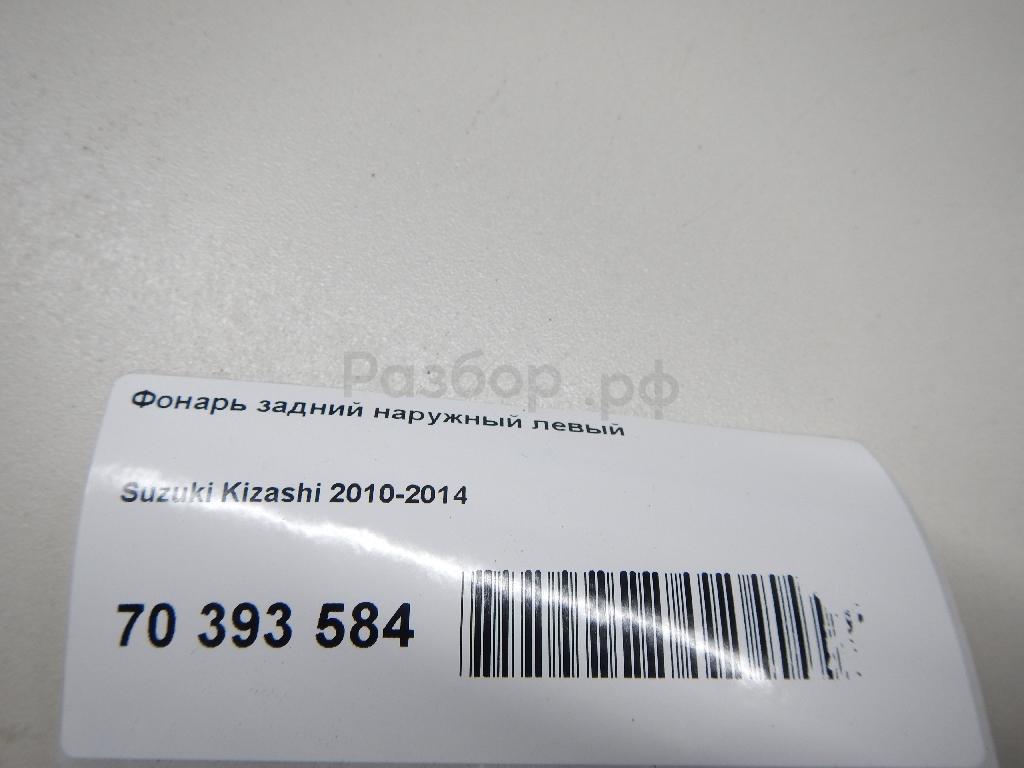 Разбор.рф
Фонарь задний наружный левый
Suzuki Kizashi 2010-2014
70 393 584